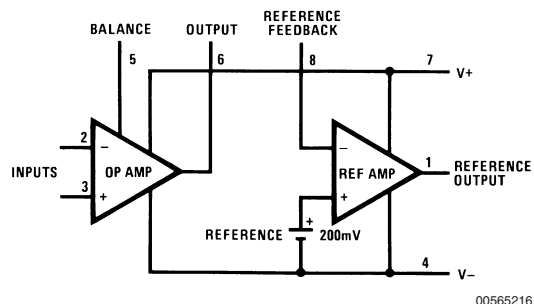 BALANCE
OUTPUT
REFERENCE
FEEDBACK
5
6
8
7
V+
2
−
INPUTS
OP AMP
3
+
−
REF AMP
+
1
REFERENCE
OUTPUT
REFERENCE
+
200mV
4
V−
00565216